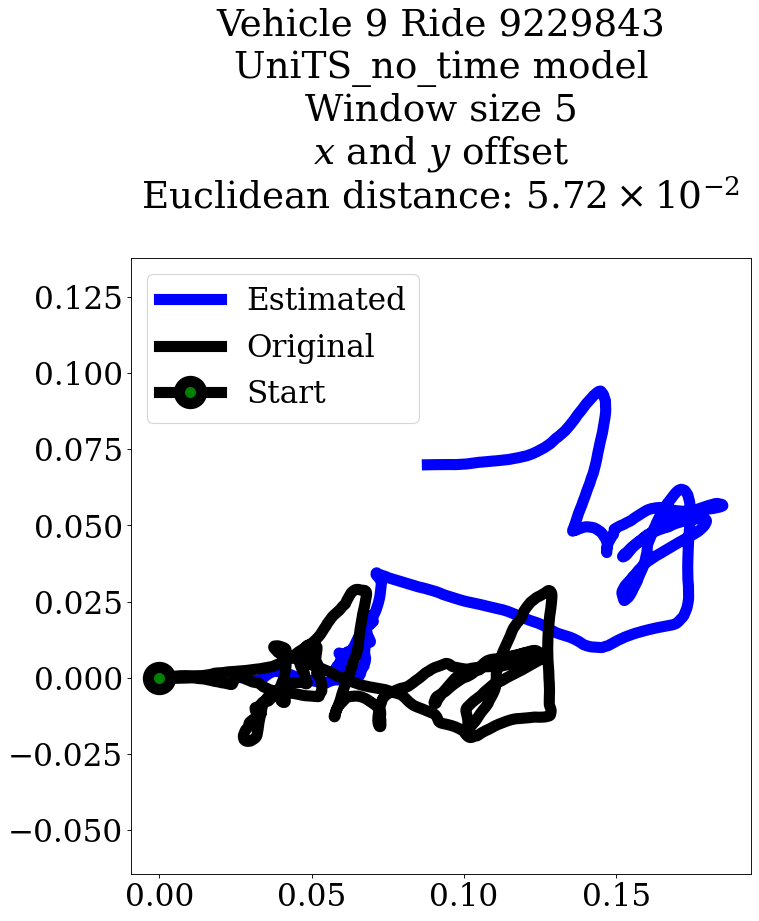 Vehicle 9 Ride 9229843
UniTS_no_time model
Window size 5
x and y offset
Euclidean distance: 5.72 × 10⁻²
Estimated
Original
Start
0.125
0.100
0.075
0.050
0.025
0.000
−0.025
−0.050
0.00 0.05 0.10 0.15